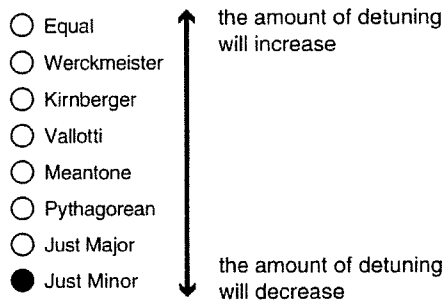 Equal
Werckmeister
Kirnberger
Vallotti
Meantone
Pythagorean
Just Major
Just Minor
the amount of detuning
will increase
the amount of detuning
will decrease